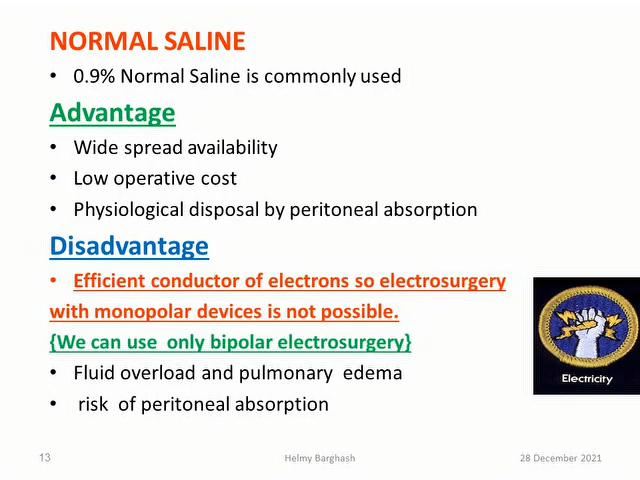 NORMAL SALINE
• 0.9% Normal Saline is commonly used
Advantage
• Wide spread availability
• Low operative cost
• Physiological disposal by peritoneal absorption
Disadvantage
• Efficient conductor of electrons so electrosurgery
with monopolar devices is not possible.
{We can use only bipolar electrosurgery}
• Fluid overload and pulmonary edema
• risk of peritoneal absorption
Electricity
13
Helmy Barghash
28 December 2021